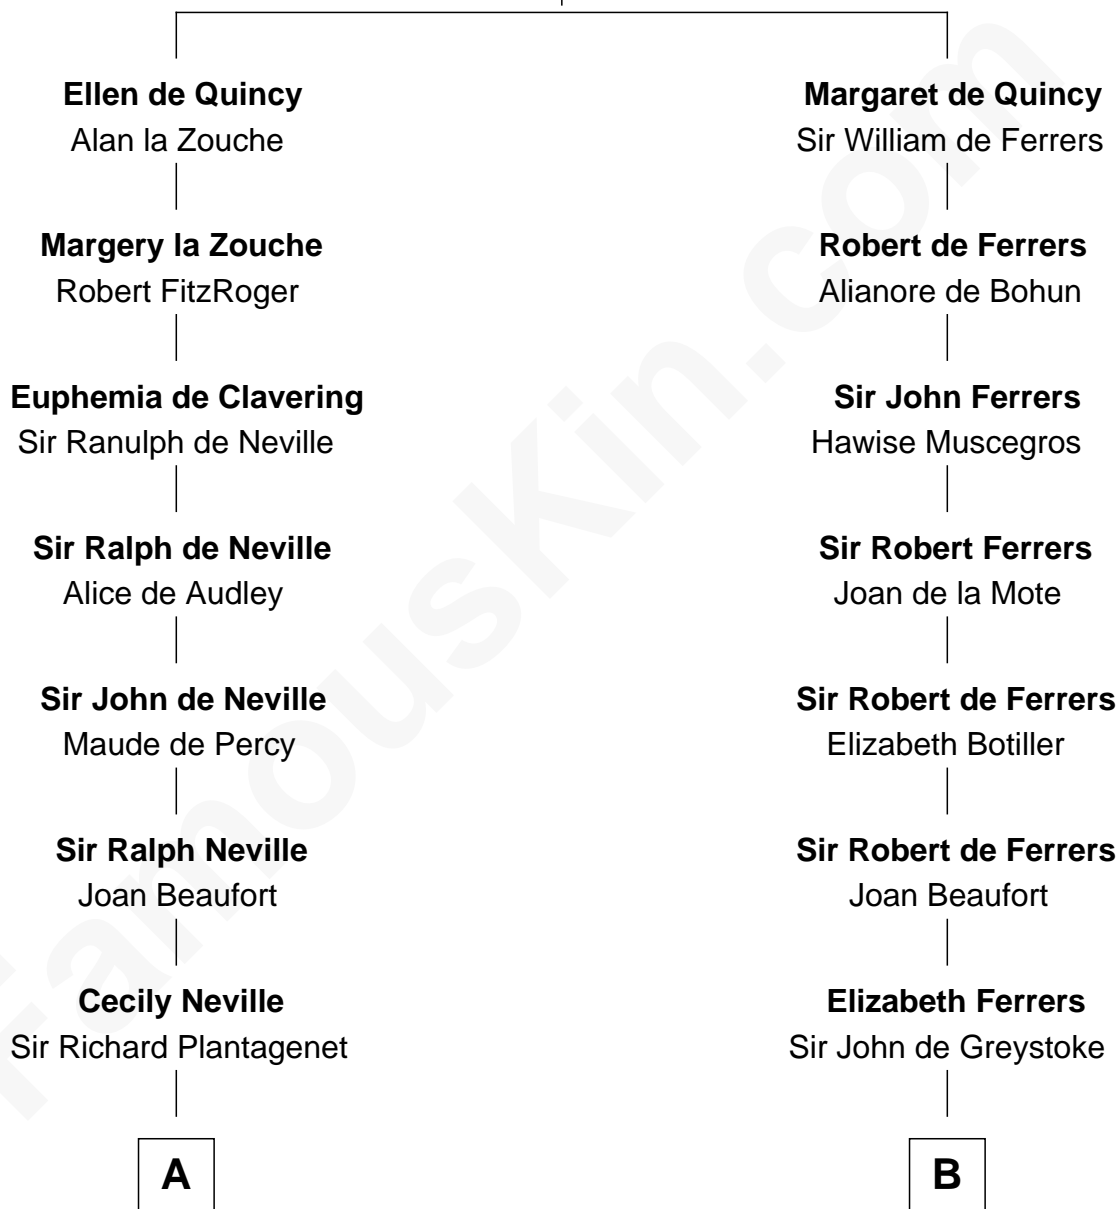 Ellen de Quincy
Alan la Zouche
Margaret de Quincy
Sir William de Ferrers
Margery la Zouche
Robert FitzRoger
Robert de Ferrers
Alianore de Bohun
Euphemia de Clavering
Sir Ranulph de Neville
Sir John Ferrers
Hawise Muscegros
Sir Ralph de Neville
Alice de Audley
Sir Robert Ferrers
Joan de la Mote
Sir John de Neville
Maude de Percy
Sir Robert de Ferrers
Elizabeth Botiller
Sir Ralph Neville
Joan Beaufort
Sir Robert de Ferrers
Joan Beaufort
Cecily Neville
Sir Richard Plantagenet
Elizabeth Ferrers
Sir John de Greystoke
A
B
FamousKin.com